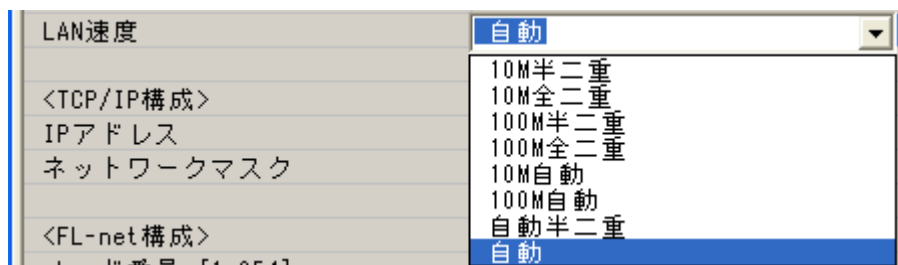 LAN速度
自動
10M半二重
10M全二重
<TCP/IP構成>
100M半二重
IPアドレス
100M全二重
ネットワークマスク
10M自動
100M自動
自動半二重
<FL-net構成>
自動